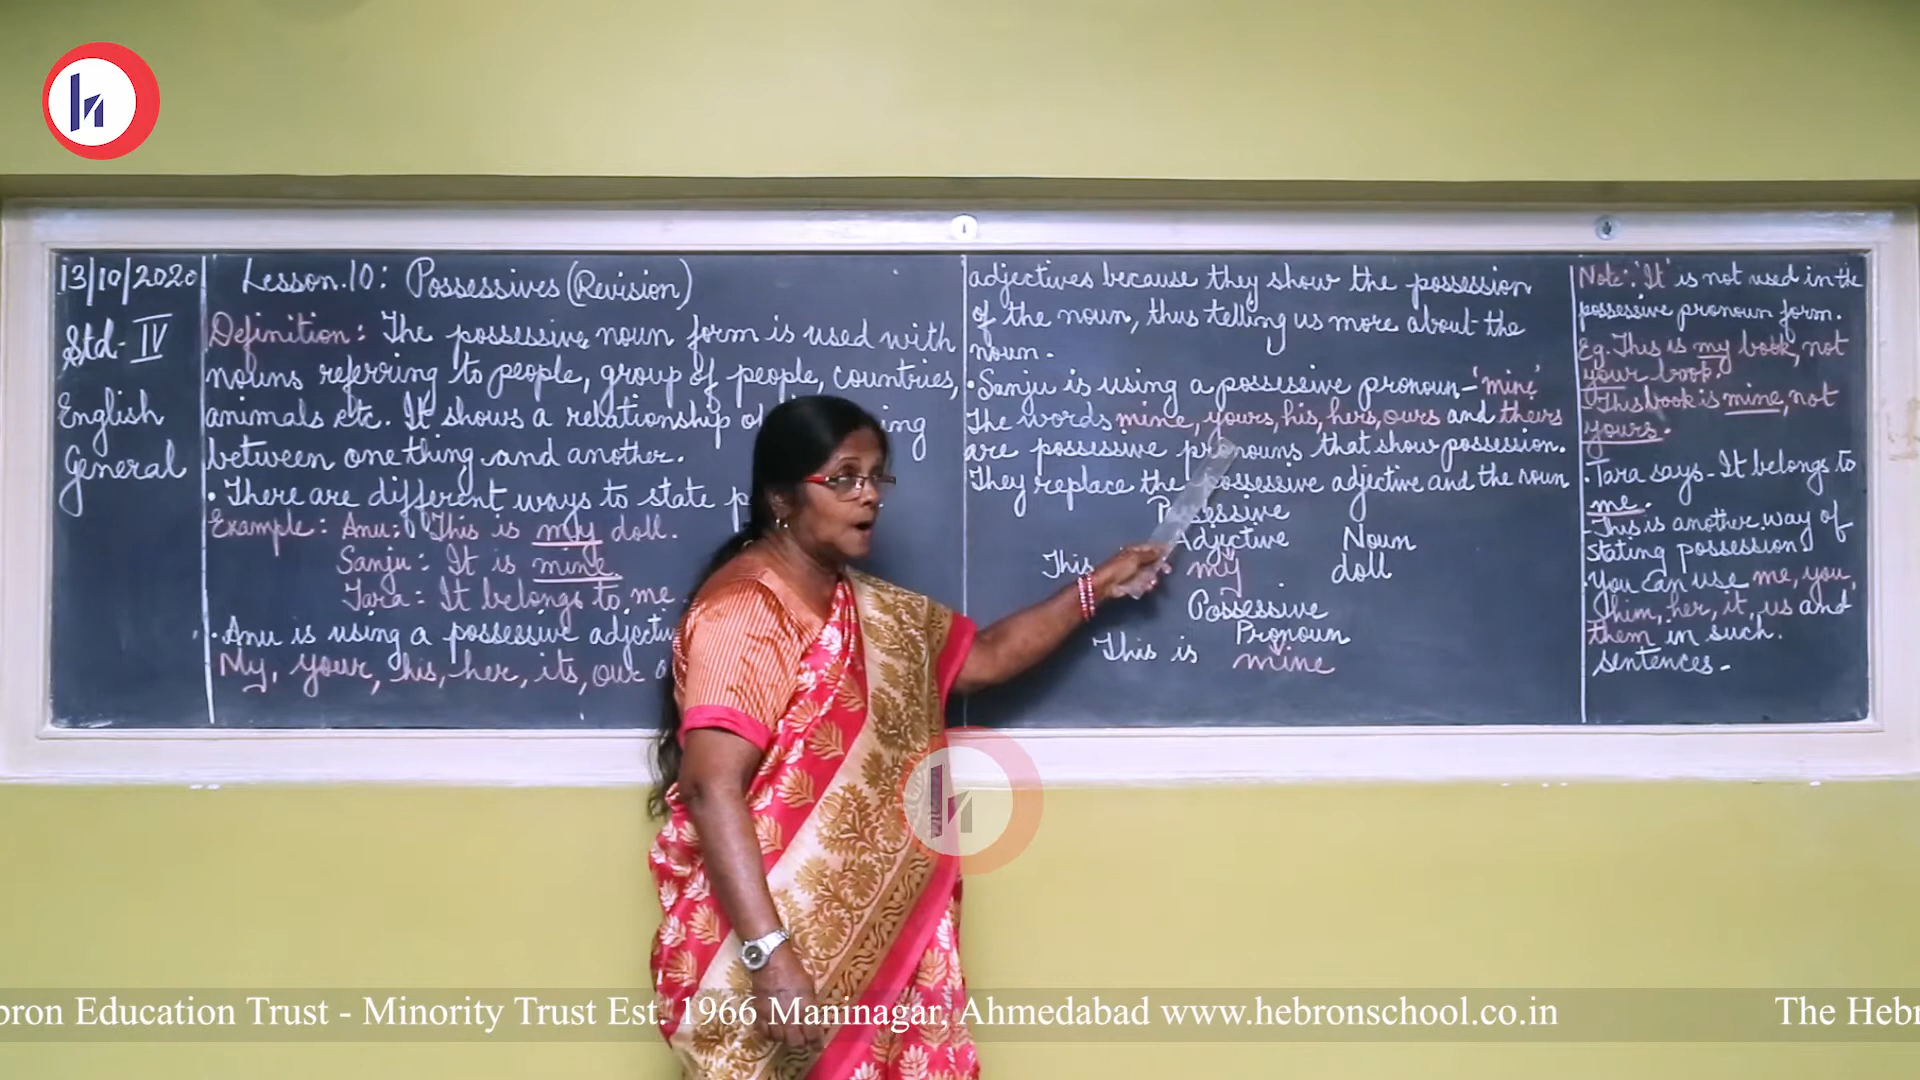 13/10/2020
Std- IV
English
General
Lesson.10: Possessives (Revision)
Definition: The possessive noun form is used with
nouns referring to people, group of people, countries,
animals etc. It shows a relationship of ing
between one thing and another.
• There are different ways to state p
Example: Anu: This is my doll.
Sanju: It is mine
Tara: It belongs to me.
• Anu is using a possessive adjectiv
My, your, his, her, its, our
adjectives because they show the possession
of the noun, thus telling us more about the
noun.
• Sanju is using a possessive pronoun - 'mine'
The words mine, yours, his, hers, ours and theirs
are possessive pronouns that show possession.
They replace the possessive adjective and the noun
Possessive
Adjective Noun
This my doll
Possessive
Pronoun
This is mine
Note: 'It' is not used in the
possessive pronoun form.
Eg. This is my book, not
your book.
- This book is mine, not
yours.
• Tara says - It belongs to
me.
- This is another way of
stating possession.
• You can use me, you,
him, her, it, us and
them in such
sentences -
bron Education Trust - Minority Trust Est. 1966 Maninagar, Ahmedabad www.hebronschool.co.in The Hebr